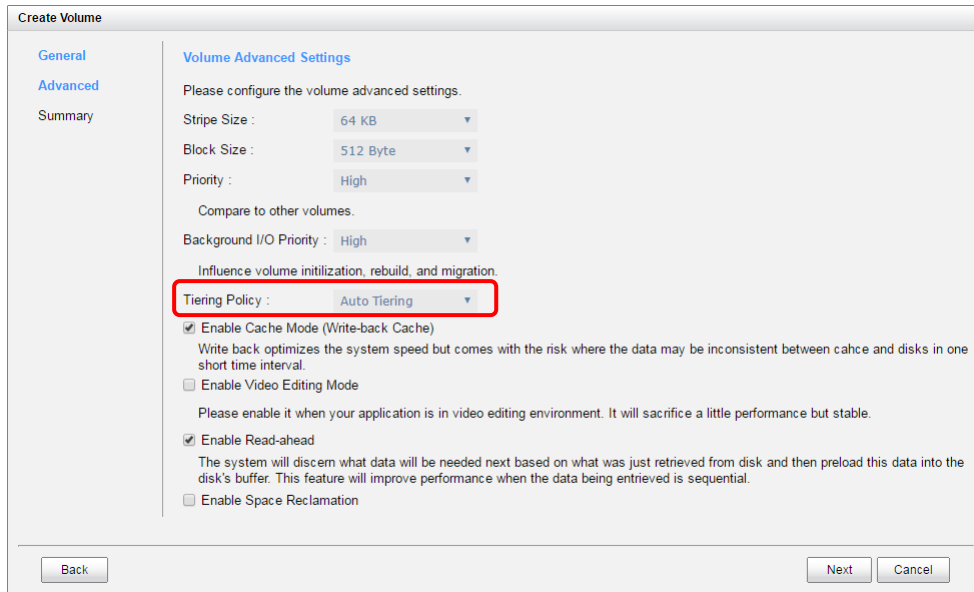 Create Volume
General
Advanced
Summary
Volume Advanced Settings
Please configure the volume advanced settings.
Stripe Size : 64 KB
Block Size : 512 Byte
Priority : High
Compare to other volumes.
Background I/O Priority : High
Influence volume initilization, rebuild, and migration.
Tiering Policy : Auto Tiering
Enable Cache Mode (Write-back Cache)
Write back optimizes the system speed but comes with the risk where the data may be inconsistent between cahce and disks in one
short time interval.
Enable Video Editing Mode
Please enable it when your application is in video editing environment. It will sacrifice a little performance but stable.
Enable Read-ahead
The system will discern what data will be needed next based on what was just retrieved from disk and then preload this data into the
disk's buffer. This feature will improve performance when the data being entrieved is sequential.
Enable Space Reclamation
Back
Next
Cancel